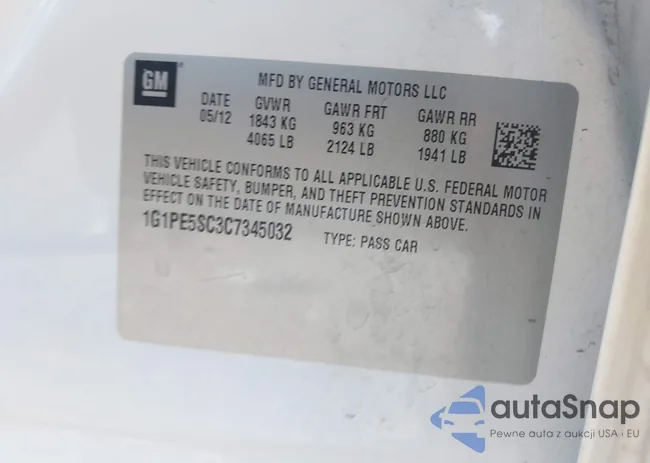 GM
MFD BY GENERAL MOTORS LLC
DATE GVWR GAWR FRT GAWR RR
05/12 1843 KG 963 KG 880 KG
4065 LB 2124 LB 1941 LB
THIS VEHICLE CONFORMS TO ALL APPLICABLE U.S. FEDERAL MOTOR
VEHICLE SAFETY, BUMPER, AND THEFT PREVENTION STANDARDS IN
EFFECT ON THE DATE OF MANUFACTURE SHOWN ABOVE.
1G1PE5SC3C7345032 TYPE: PASS CAR
autaSnap
Pewne auta z aukcji USA i EU